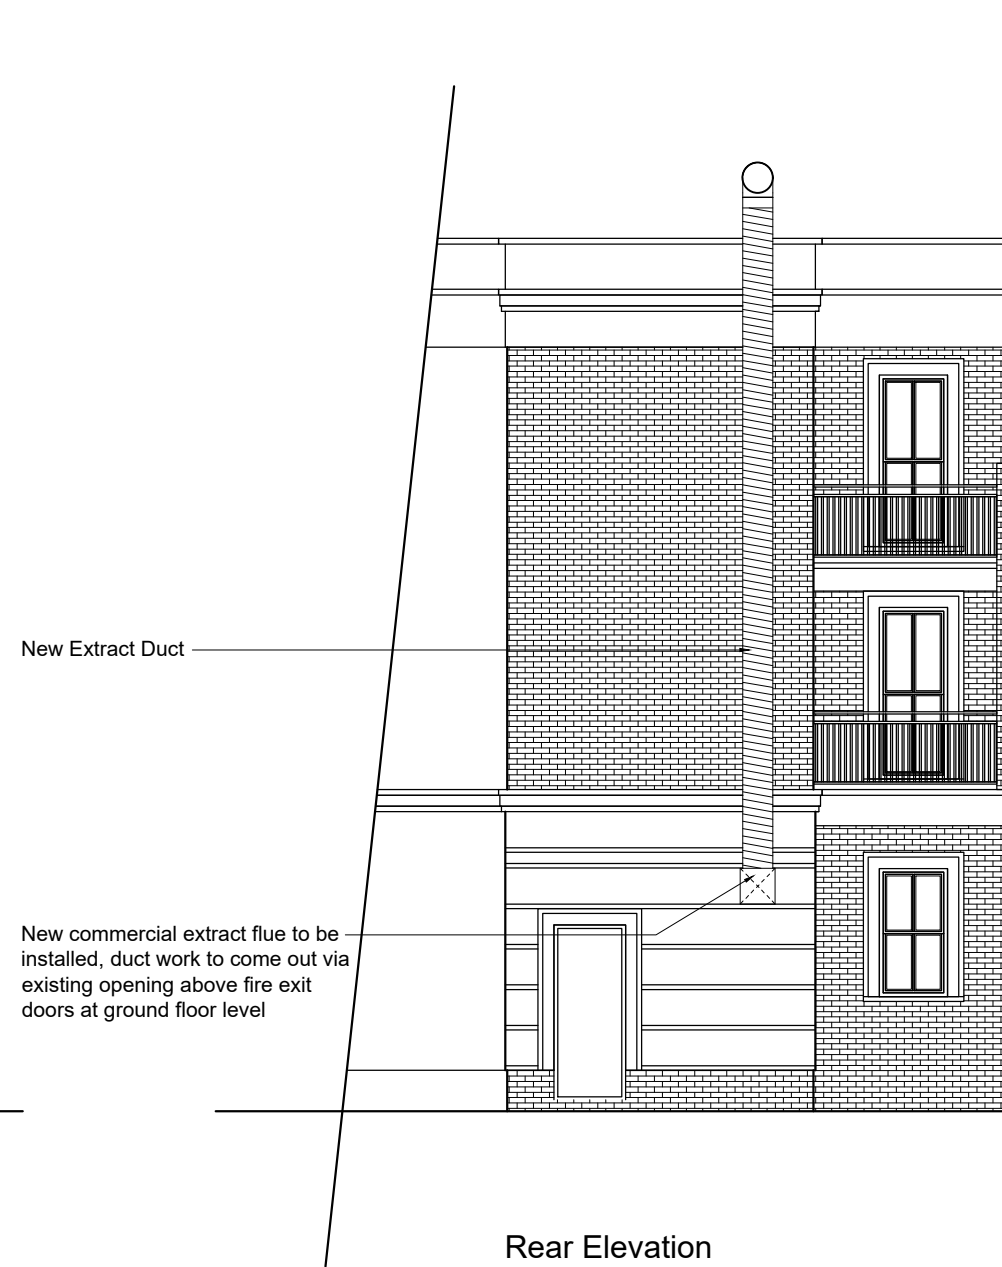 New Extract Duct
New commercial extract flue to be
installed, duct work to come out via
existing opening above fire exit
doors at ground floor level
Rear Elevation